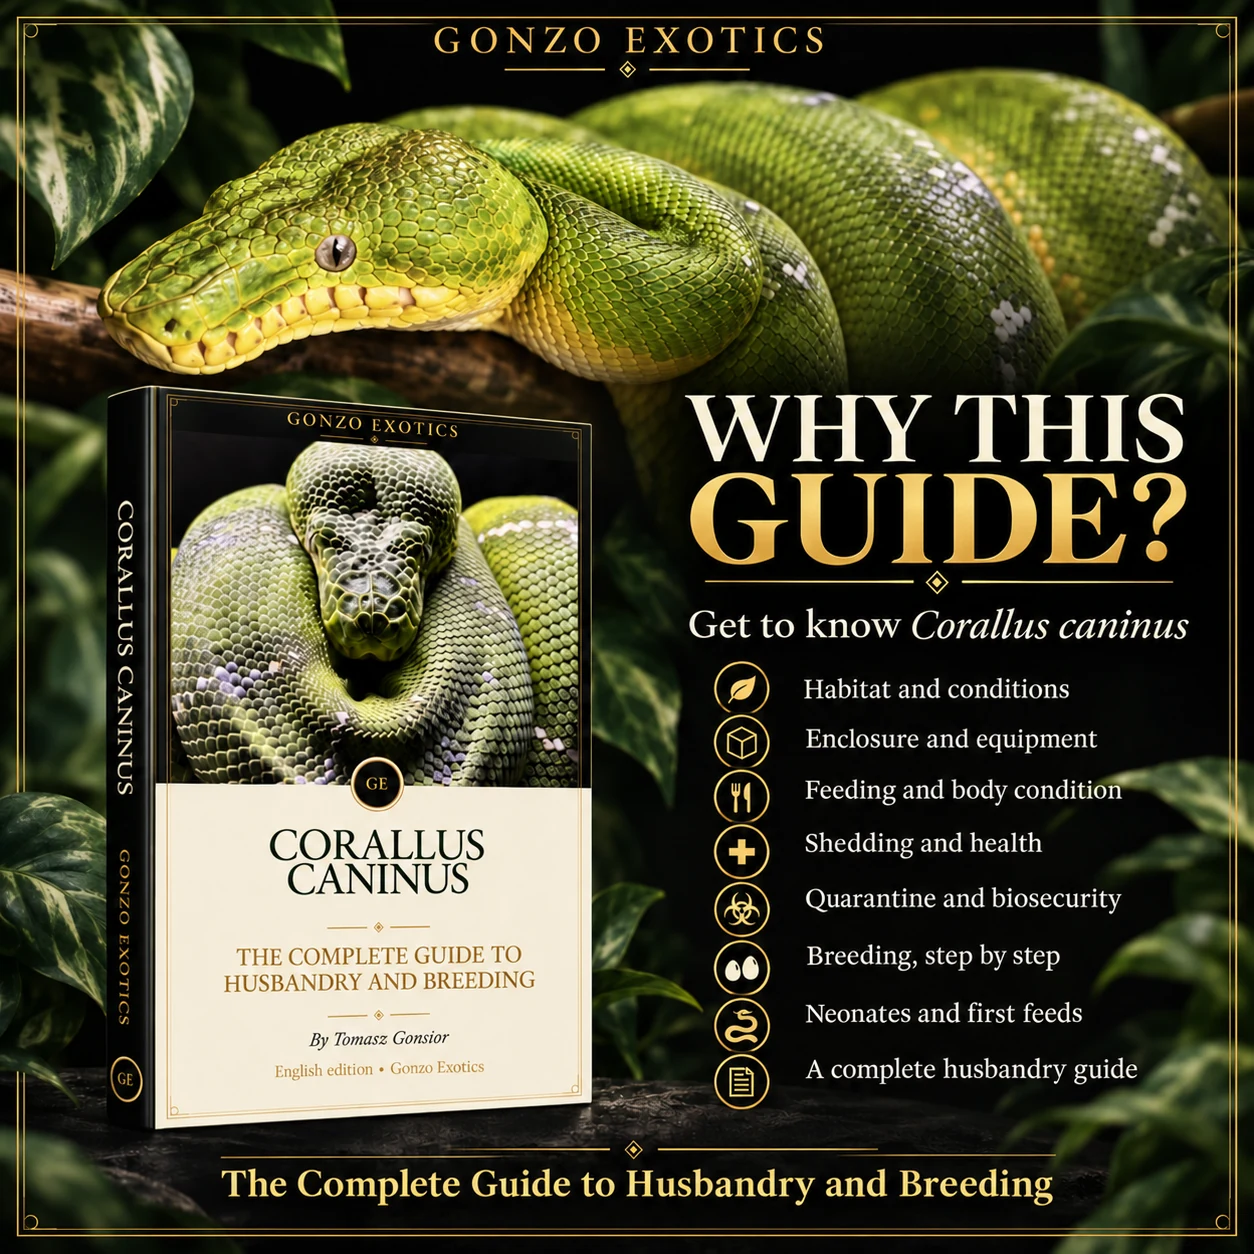 GONZO EXOTICS
GONZO EXOTICS
CORALLUS CANINUS
GONZO EXOTICS
GE
GE
CORALLUS
CANINUS
THE COMPLETE GUIDE TO
HUSBANDRY AND BREEDING
By Tomasz Gonsior
English edition • Gonzo Exotics
WHY THIS
GUIDE?
Get to know Corallus caninus
Habitat and conditions
Enclosure and equipment
Feeding and body condition
Shedding and health
Quarantine and biosecurity
Breeding, step by step
Neonates and first feeds
A complete husbandry guide
The Complete Guide to Husbandry and Breeding